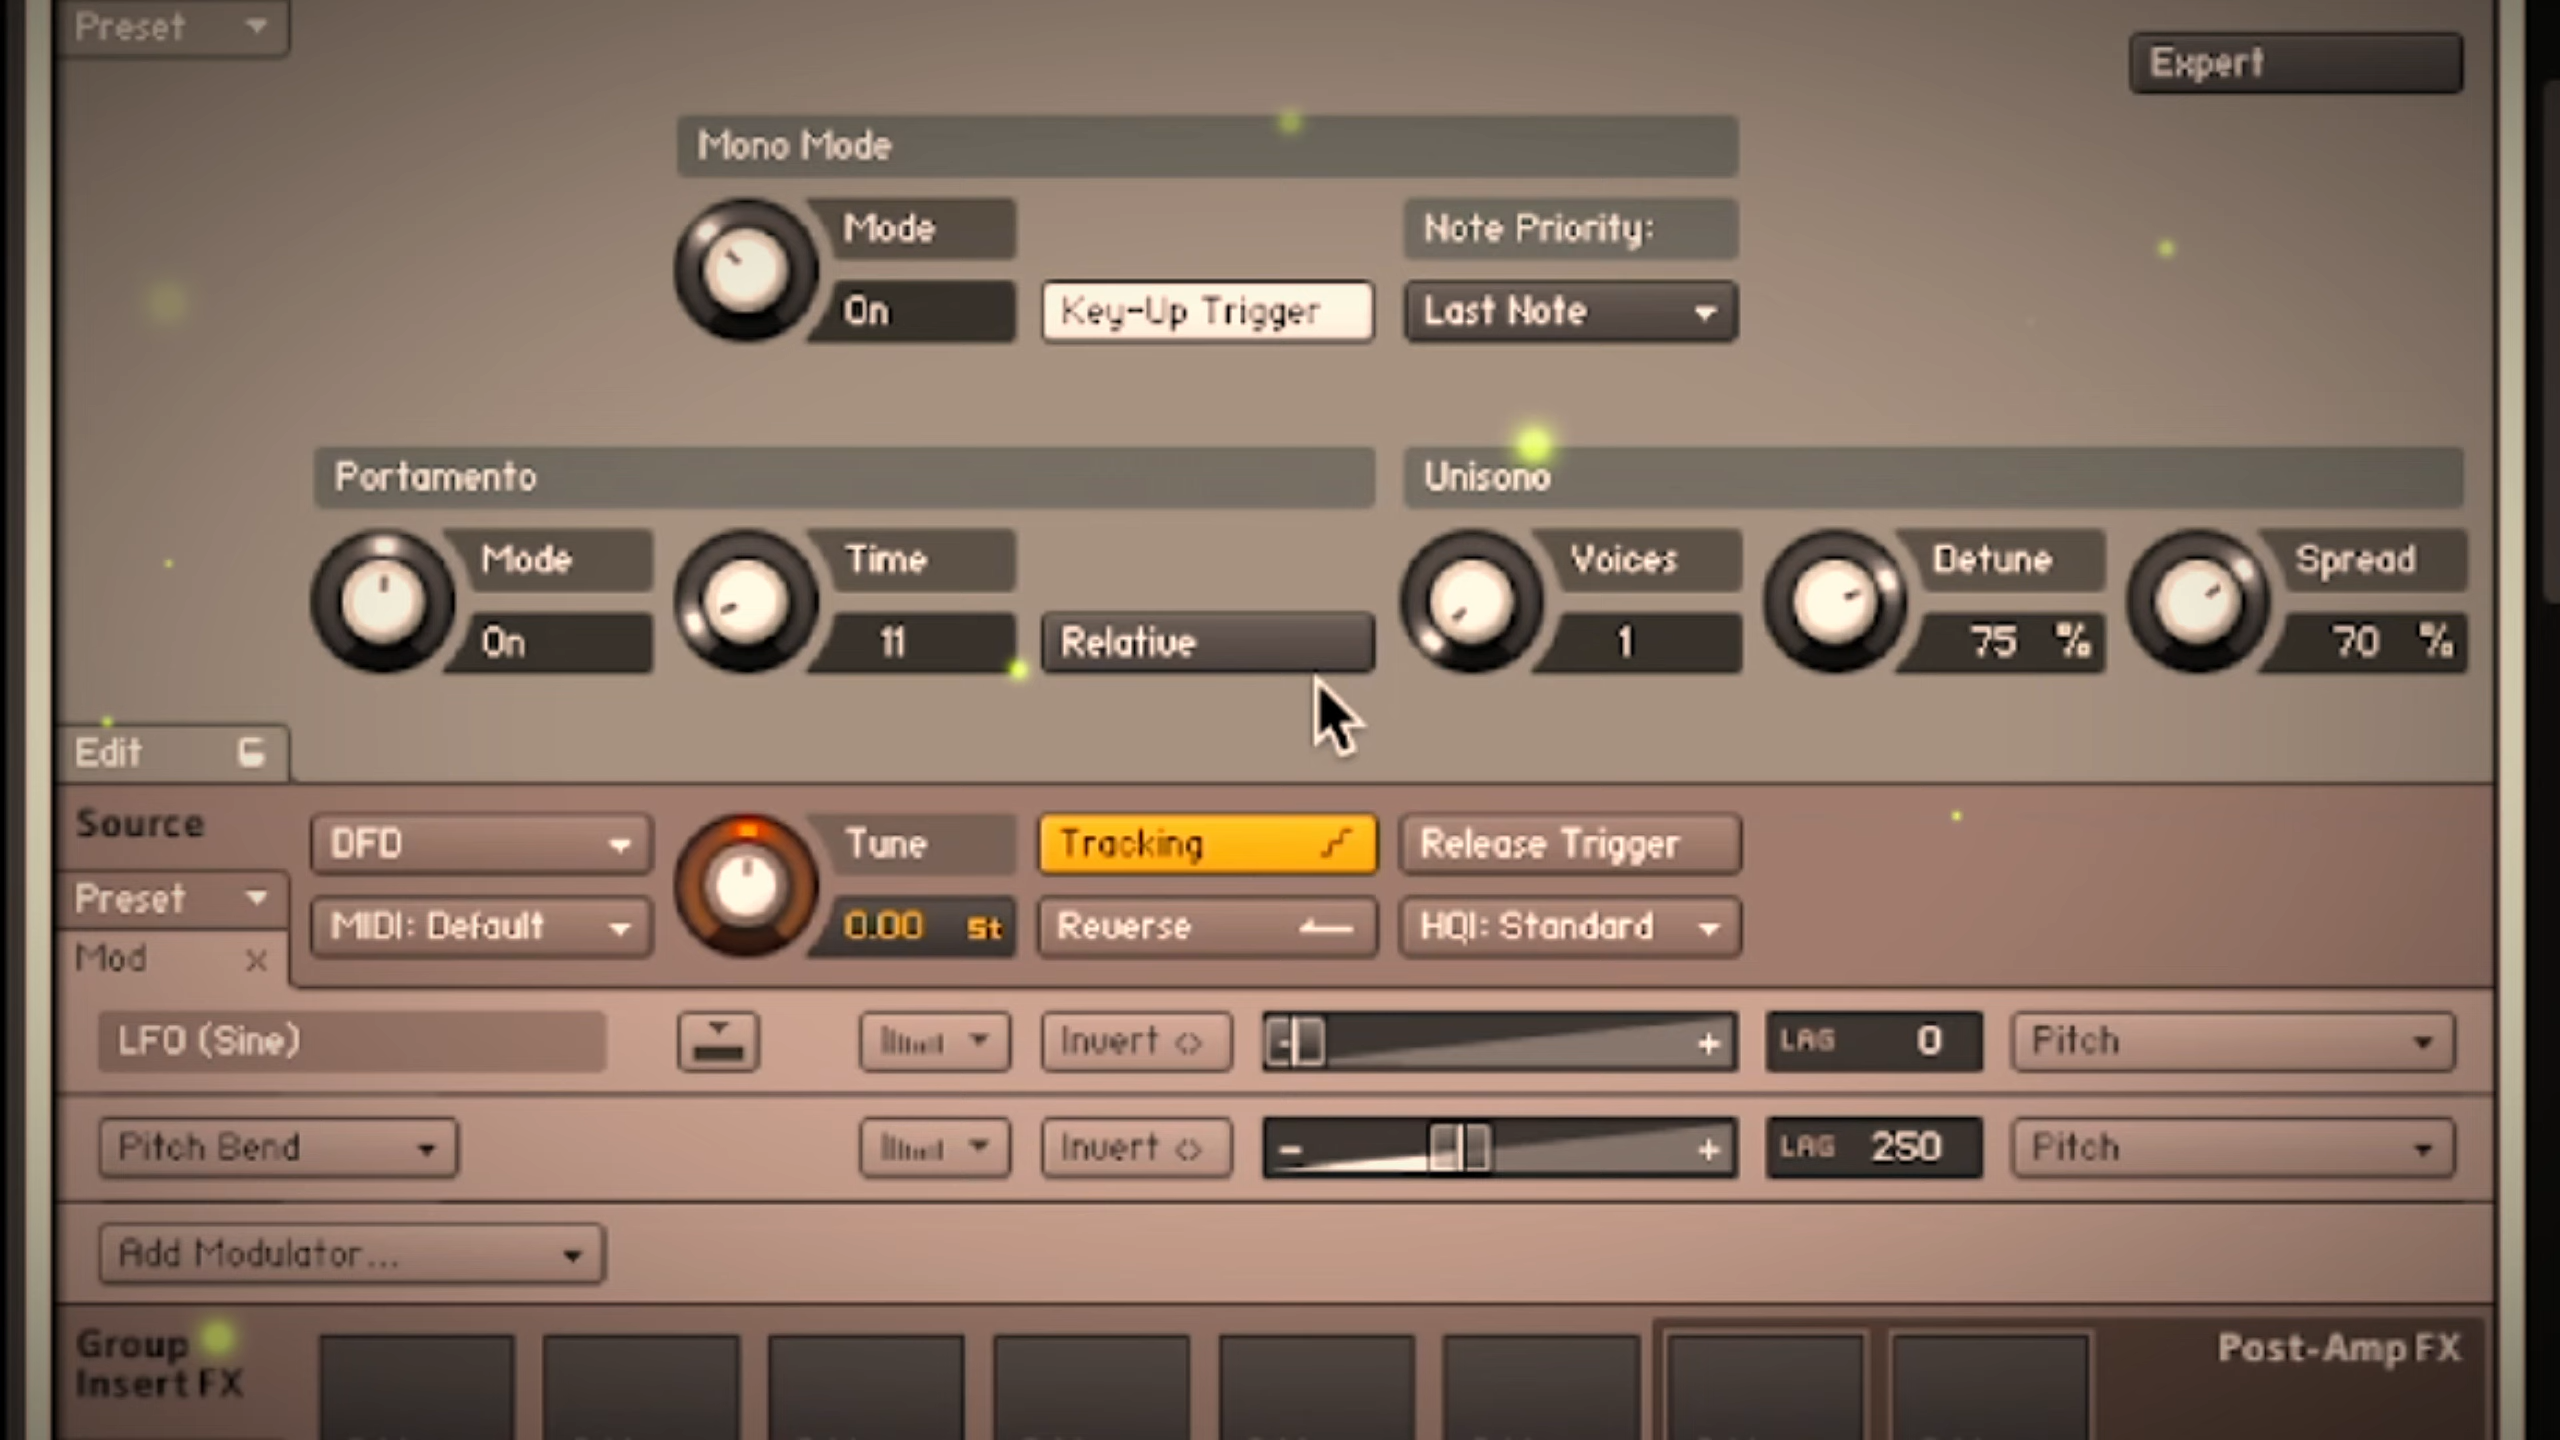 Preset
Expert
Mono Mode
Mode
Note Priority:
On
Key-Up Trigger
Last Note
Portamento
Unisono
Mode
Time
Voices
Detune
Spread
On
11
Relative
1
75 %
70 %
Edit
Source
DFD
Tune
Tracking
Release Trigger
Preset
MIDI: Default
0.00 st
Reverse
HQI: Standard
Mod
LFO (Sine)
Invert
- +
LAG 0
Pitch
Pitch Bend
Invert
- +
LAG 250
Pitch
Add Modulator...
Group
Insert FX
Post-Amp FX